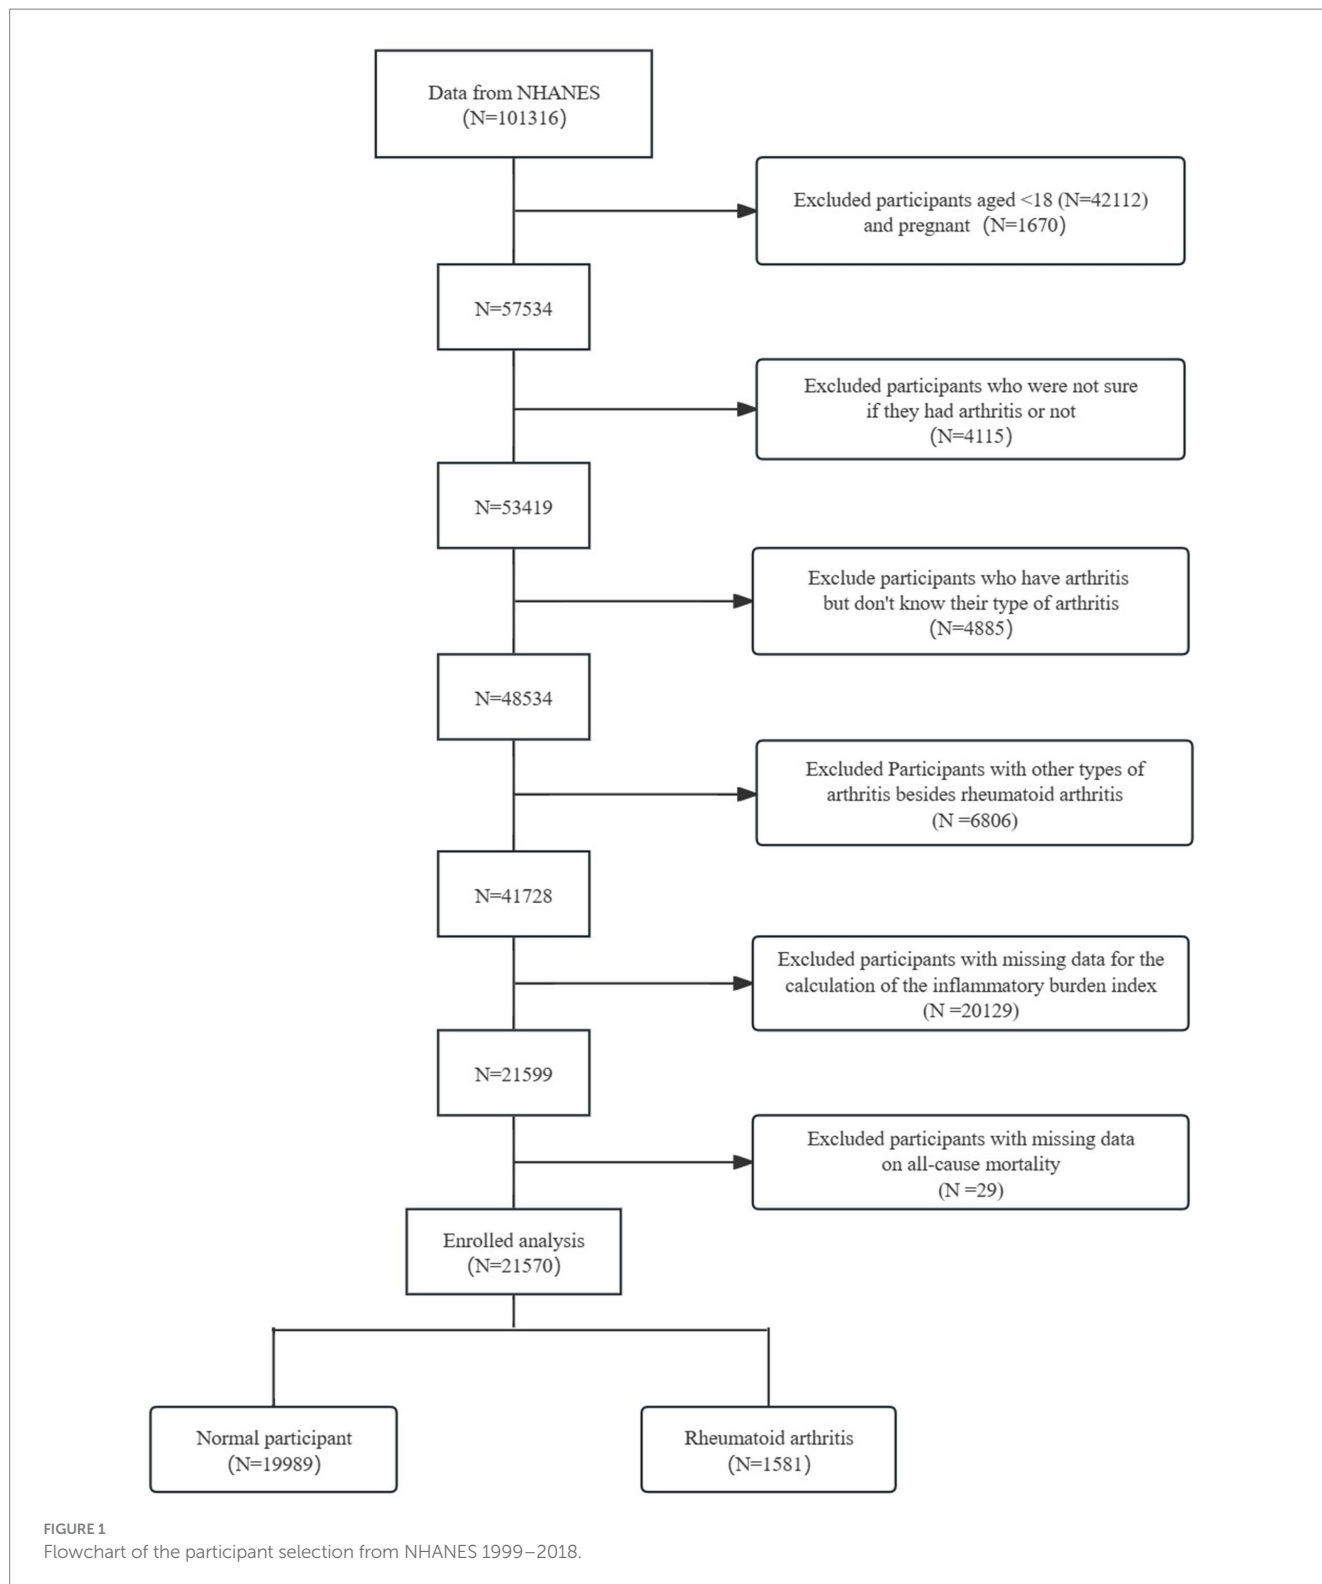 Data from NHANES
(N=101316)
Excluded participants aged <18 (N=42112)
and pregnant (N=1670)
N=57534
Excluded participants who were not sure
if they had arthritis or not
(N=4115)
N=53419
Exclude participants who have arthritis
but don't know their type of arthritis
(N=4885)
N=48534
Excluded Participants with other types of
arthritis besides rheumatoid arthritis
(N =6806)
N=41728
Excluded participants with missing data for the
calculation of the inflammatory burden index
(N =20129)
N=21599
Excluded participants with missing data
on all-cause mortality
(N =29)
Enrolled analysis
(N=21570)
Normal participant
(N=19989)
Rheumatoid arthritis
(N=1581)
FIGURE 1
Flowchart of the participant selection from NHANES 1999–2018.